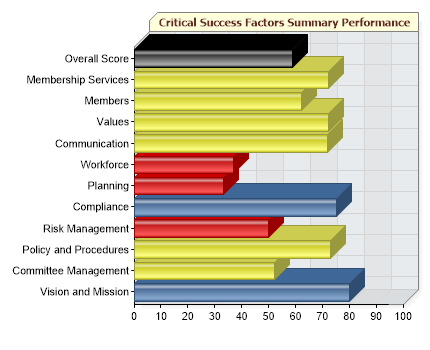 Critical Success Factors Summary Performance
Overall Score
Membership Services
Members
Values
Communication
Workforce
Planning
Compliance
Risk Management
Policy and Procedures
Committee Management
Vision and Mission
0 10 20 30 40 50 60 70 80 90 100